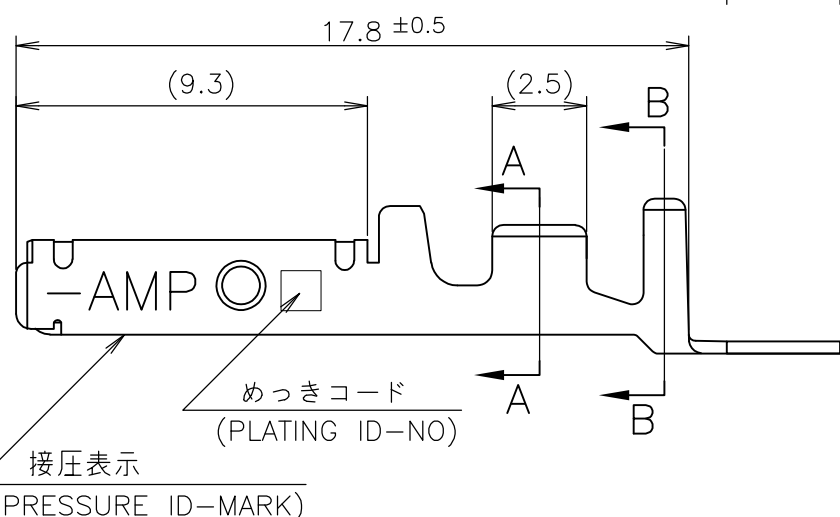 17.8 ±0.5
(9.3)
(2.5)
B
A
-AMP
A
B
めっきコード
(PLATING ID-NO)
接圧表示
PRESSURE ID-MARK)